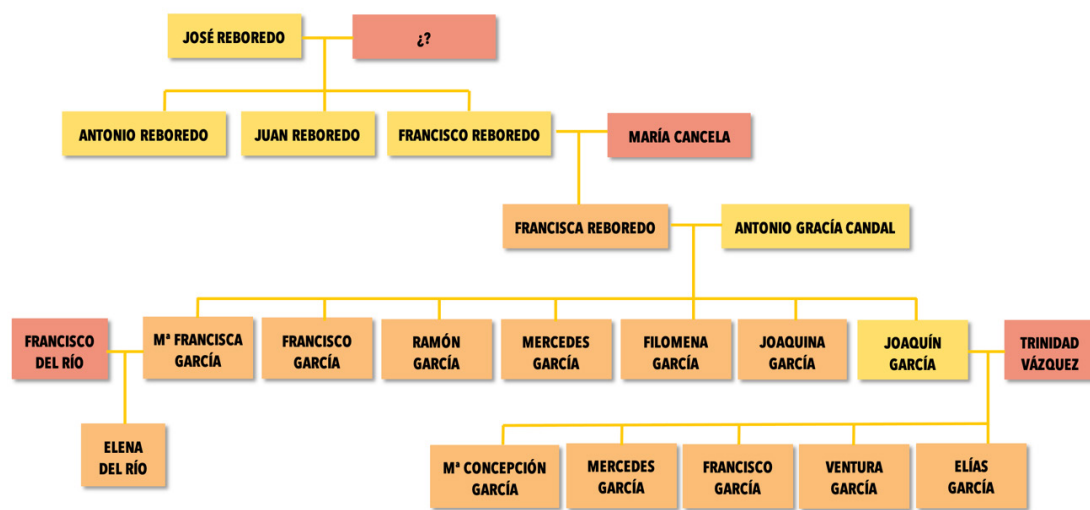 JOSÉ REBOREDO
¿?
ANTONIO REBOREDO
JUAN REBOREDO
FRANCISCO REBOREDO
MARÍA CANCELA
FRANCISCA REBOREDO
ANTONIO GRACÍA CANDAL
FRANCISCO
DEL RÍO
Mª FRANCISCA
GARCÍA
FRANCISCO
GARCÍA
RAMÓN
GARCÍA
MERCEDES
GARCÍA
FILOMENA
GARCÍA
JOAQUINA
GARCÍA
JOAQUÍN
GARCÍA
TRINIDAD
VÁZQUEZ
ELENA
DEL RÍO
Mª CONCEPCIÓN
GARCÍA
MERCEDES
GARCÍA
FRANCISCO
GARCÍA
VENTURA
GARCÍA
ELÍAS
GARCÍA